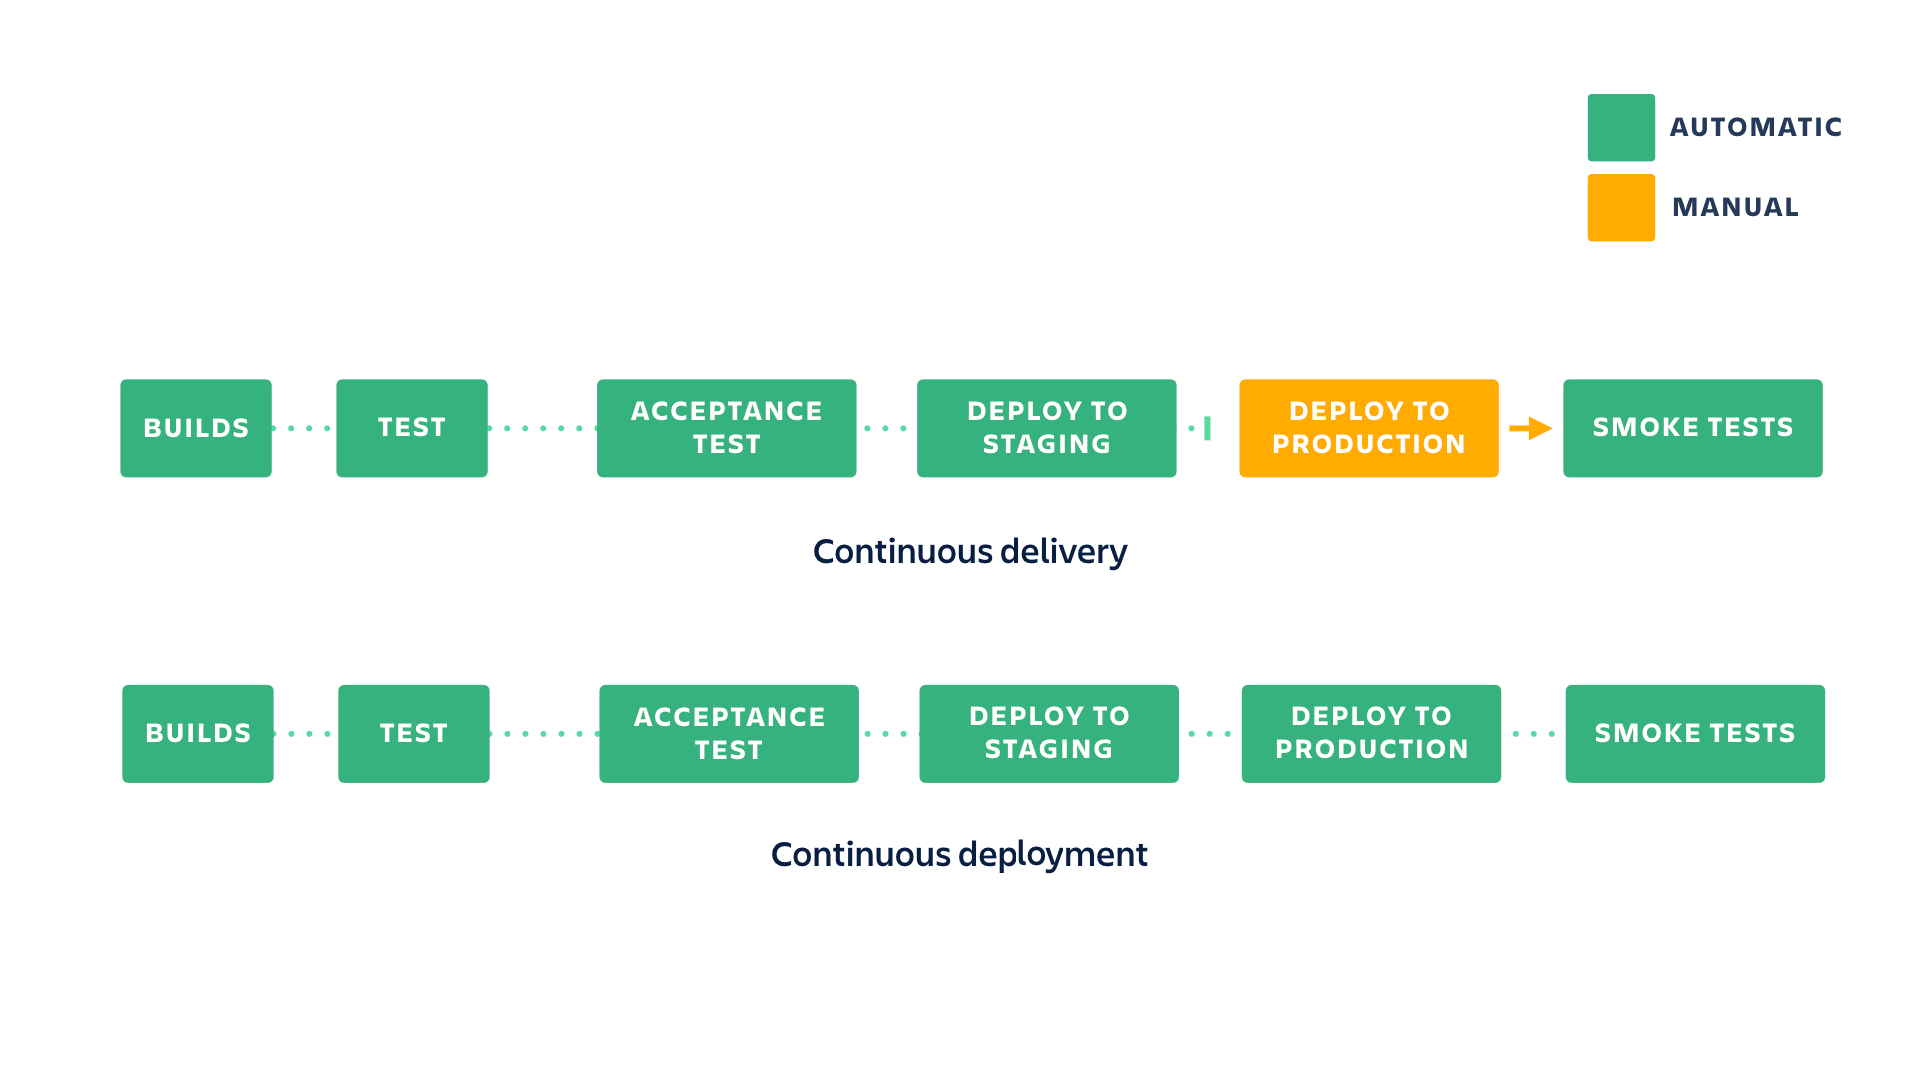 AUTOMATIC
MANUAL
BUILDS
TEST
ACCEPTANCE
TEST
DEPLOY TO
STAGING
DEPLOY TO
PRODUCTION
SMOKE TESTS
Continuous delivery
BUILDS
TEST
ACCEPTANCE
TEST
DEPLOY TO
STAGING
DEPLOY TO
PRODUCTION
SMOKE TESTS
Continuous deployment